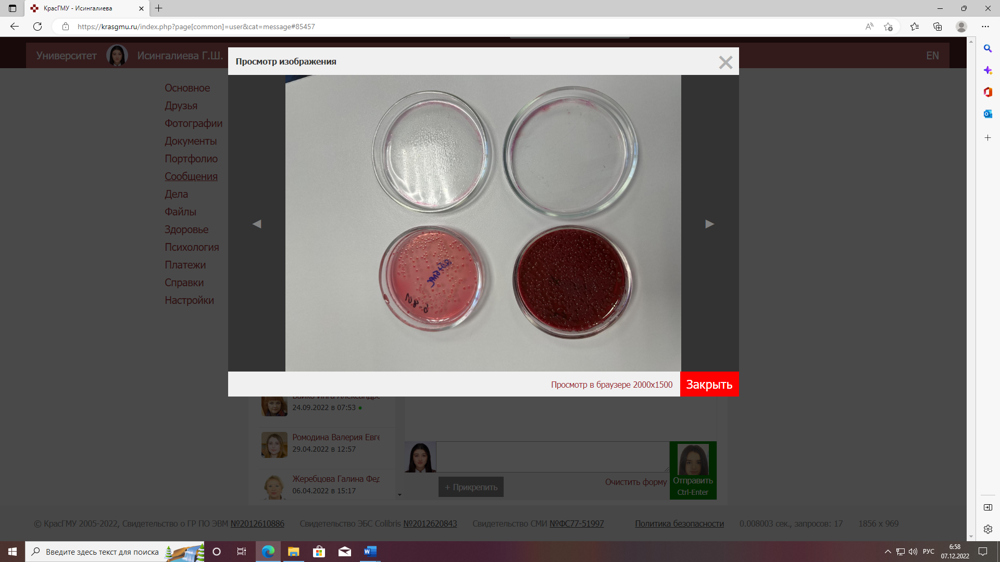 КрасГМУ - Исингалиева
https://krasgmu.ru/index.php?page[common]=user&cat=message#85457
Университет
Исингалиева Г.Ш.
EN
Просмотр изображения
Основное
Друзья
Фотографии
Документы
Портфолио
Сообщения
Дела
Файлы
Здоровье
Психология
Платежи
Справки
Настройки
Просмотр в браузере 2000x1500
Закрыть
24.09.2022 в 07:53
Ромодина Валерия Евге
29.04.2022 в 12:57
Жеребцова Галина Фед
06.04.2022 в 15:17
+ Прикрепить
Очистить форму
Отправить
Ctrl-Enter
© КрасГМУ 2005-2022, Свидетельство о ГР ПО ЭВМ №2012610886 Свидетельство ЭБС Colibris №2012620843 Свидетельство СМИ №ФС77-51997 Политика безопасности 0.008003 сек., запросов: 17 1856 x 969
Введите здесь текст для поиска
РУС
6:58
07.12.2022